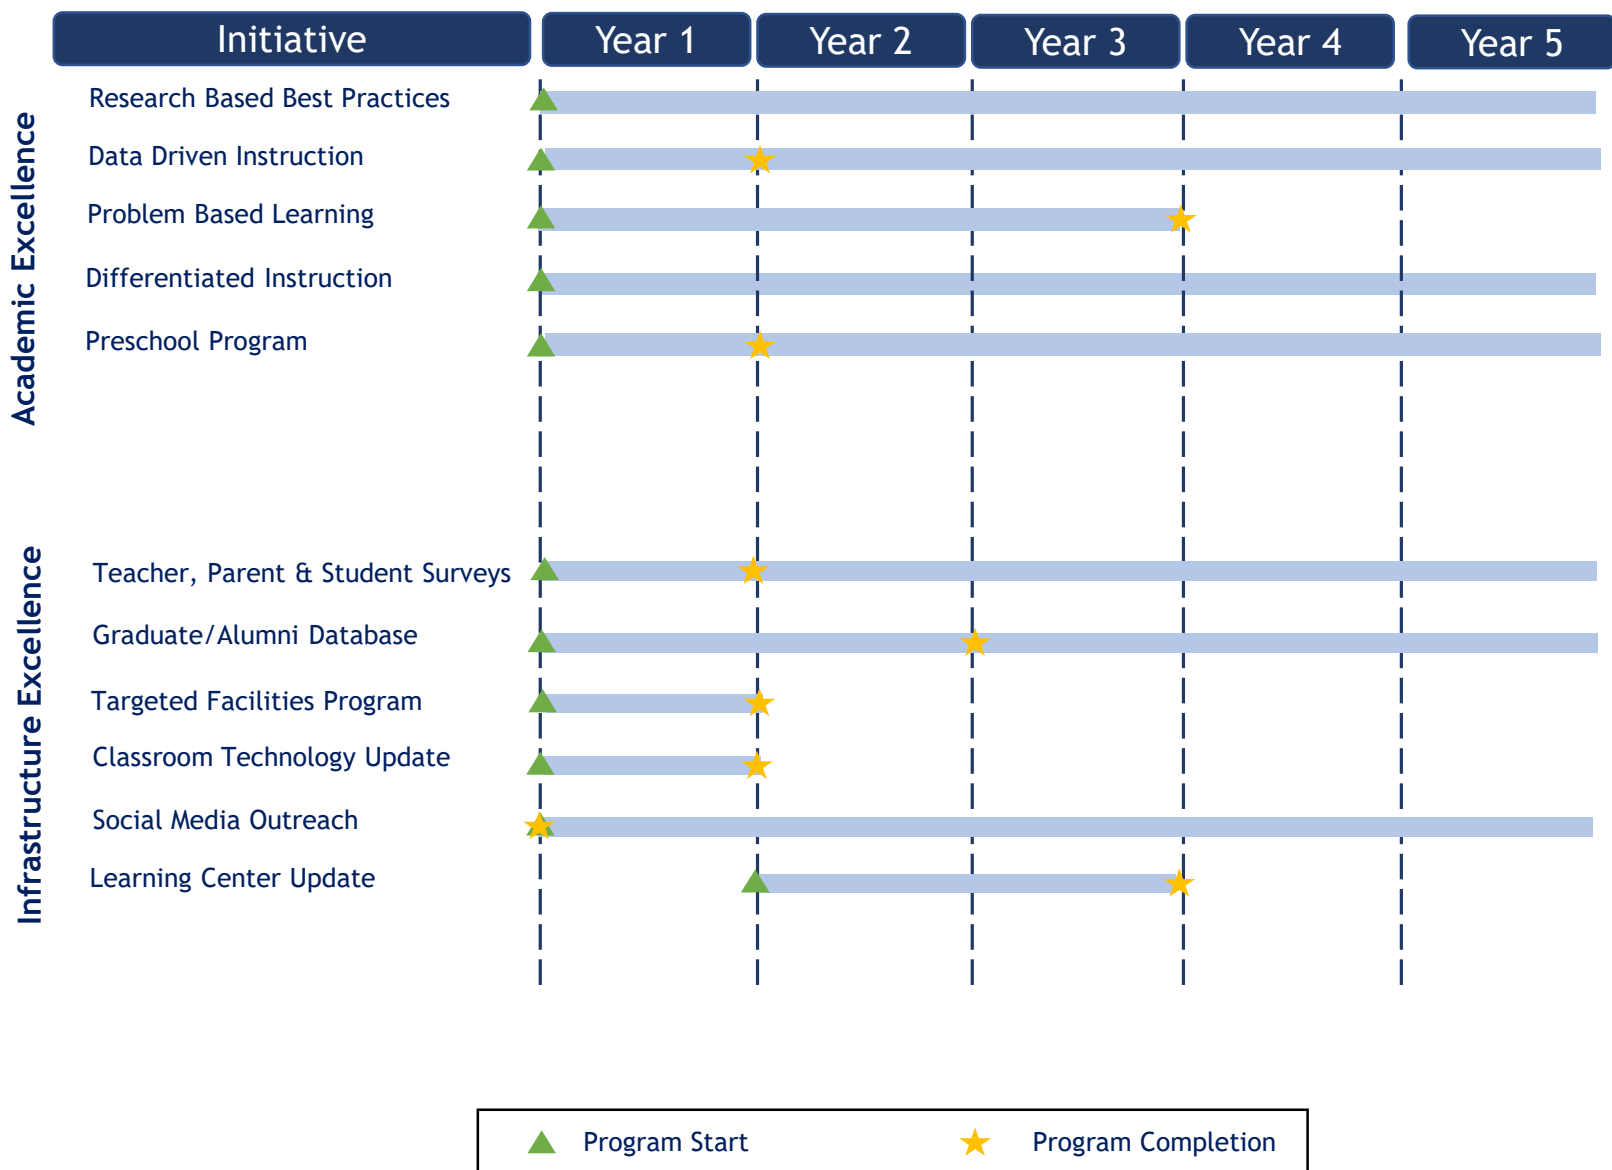 Initiative
Year 1
Year 2
Year 3
Year 4
Year 5
Academic Excellence
Research Based Best Practices
Data Driven Instruction
Problem Based Learning
Differentiated Instruction
Preschool Program
Infrastructure Excellence
Teacher, Parent & Student Surveys
Graduate/Alumni Database
Targeted Facilities Program
Classroom Technology Update
Social Media Outreach
Learning Center Update
Program Start
Program Completion